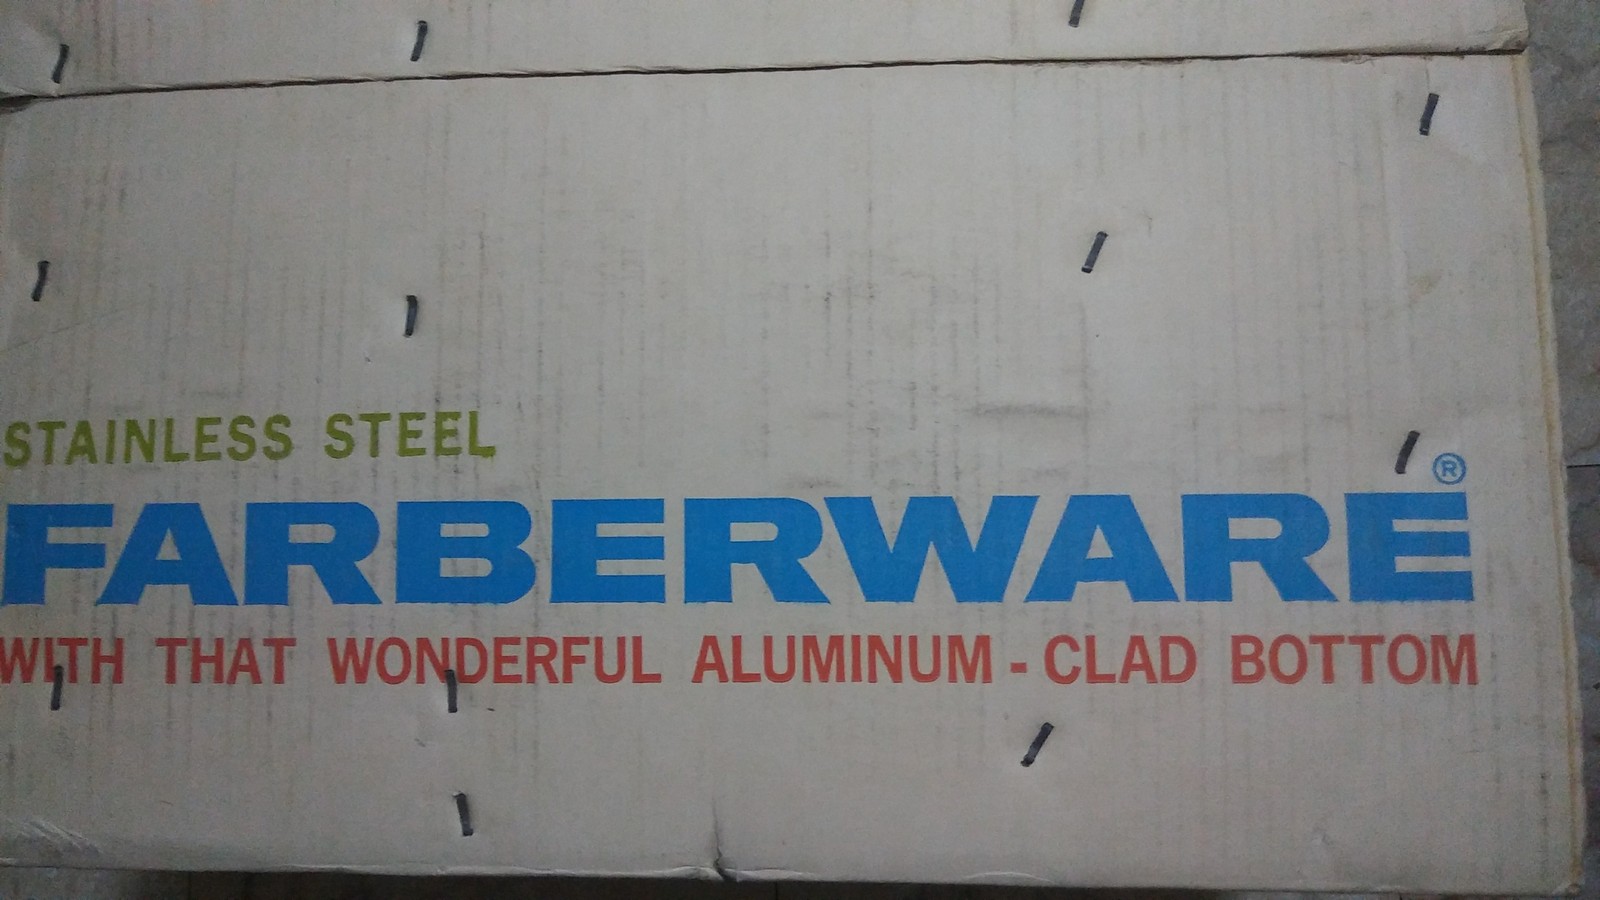 STAINLESS STEEL
FARBERWARE®
WITH THAT WONDERFUL ALUMINUM-CLAD BOTTOM